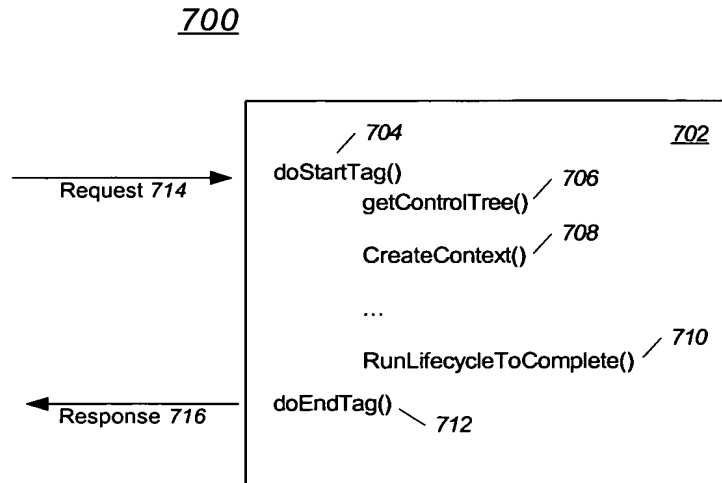 700
704
702
doStartTag()
Request 714
706
getControlTree()
708
CreateContext()
...
710
RunLifecycleToComplete()
Response 716
doEndTag()
712